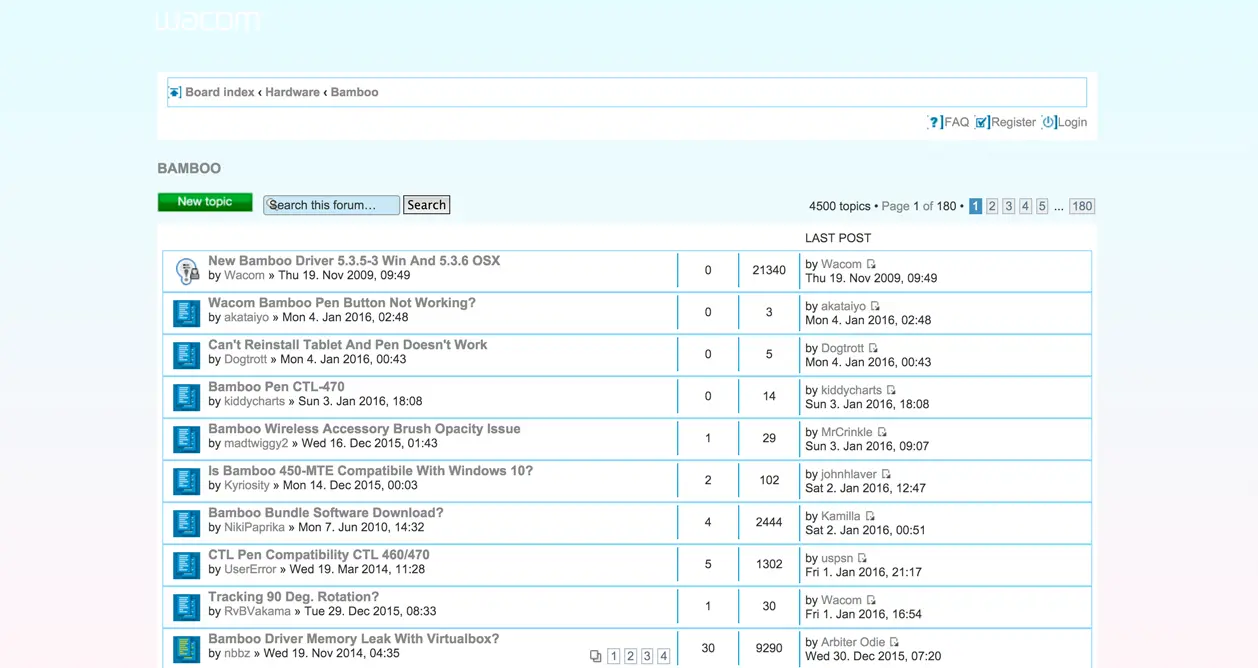 wacom
Board index ‹ Hardware ‹ Bamboo
FAQ Register Login
BAMBOO
New topic Search this forum… Search 4500 topics • Page 1 of 180 • 1 2 3 4 5 ... 180
LAST POST
New Bamboo Driver 5.3.5-3 Win And 5.3.6 OSX
by Wacom » Thu 19. Nov 2009, 09:49
0 21340
by Wacom
Thu 19. Nov 2009, 09:49
Wacom Bamboo Pen Button Not Working?
by akataiyo » Mon 4. Jan 2016, 02:48
0 3
by akataiyo
Mon 4. Jan 2016, 02:48
Can't Reinstall Tablet And Pen Doesn't Work
by Dogtrott » Mon 4. Jan 2016, 00:43
0 5
by Dogtrott
Mon 4. Jan 2016, 00:43
Bamboo Pen CTL-470
by kiddycharts » Sun 3. Jan 2016, 18:08
0 14
by kiddycharts
Sun 3. Jan 2016, 18:08
Bamboo Wireless Accessory Brush Opacity Issue
by madtwiggy2 » Wed 16. Dec 2015, 01:43
1 29
by MrCrinkle
Sun 3. Jan 2016, 09:07
Is Bamboo 450-MTE Compatibile With Windows 10?
by Kyriosity » Mon 14. Dec 2015, 00:03
2 102
by johnhlaver
Sat 2. Jan 2016, 12:47
Bamboo Bundle Software Download?
by NikiPaprika » Mon 7. Jun 2010, 14:32
4 2444
by Kamilla
Sat 2. Jan 2016, 00:51
CTL Pen Compatibility CTL 460/470
by UserError » Wed 19. Mar 2014, 11:28
5 1302
by uspsn
Fri 1. Jan 2016, 21:17
Tracking 90 Deg. Rotation?
by RvBVakama » Tue 29. Dec 2015, 08:33
1 30
by Wacom
Fri 1. Jan 2016, 16:54
Bamboo Driver Memory Leak With Virtualbox?
by nbbz » Wed 19. Nov 2014, 04:35
1 2 3 4
30 9290
by Arbiter Odie
Wed 30. Dec 2015, 07:20